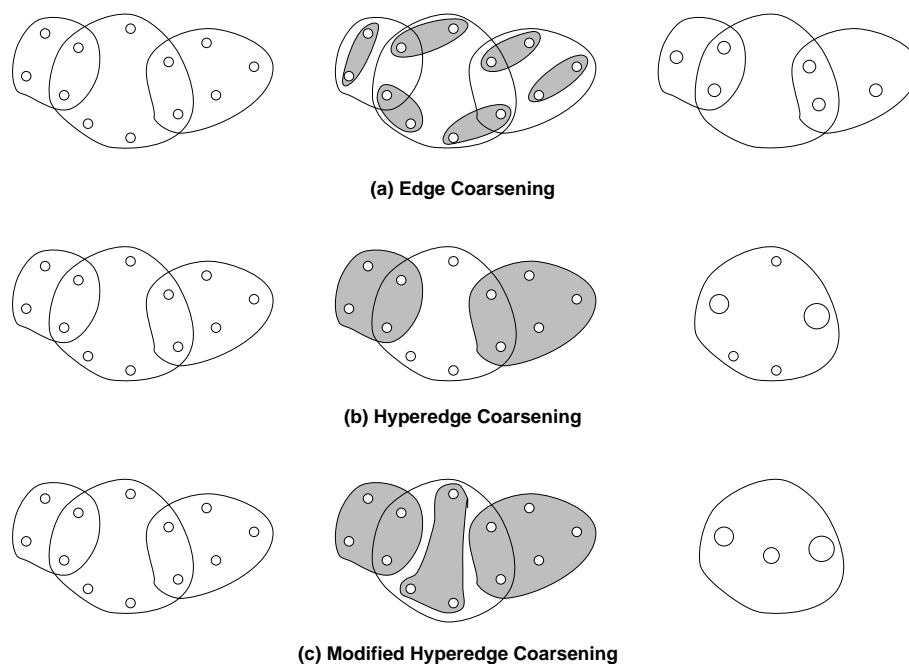 (a) Edge Coarsening
(b) Hyperedge Coarsening
(c) Modified Hyperedge Coarsening